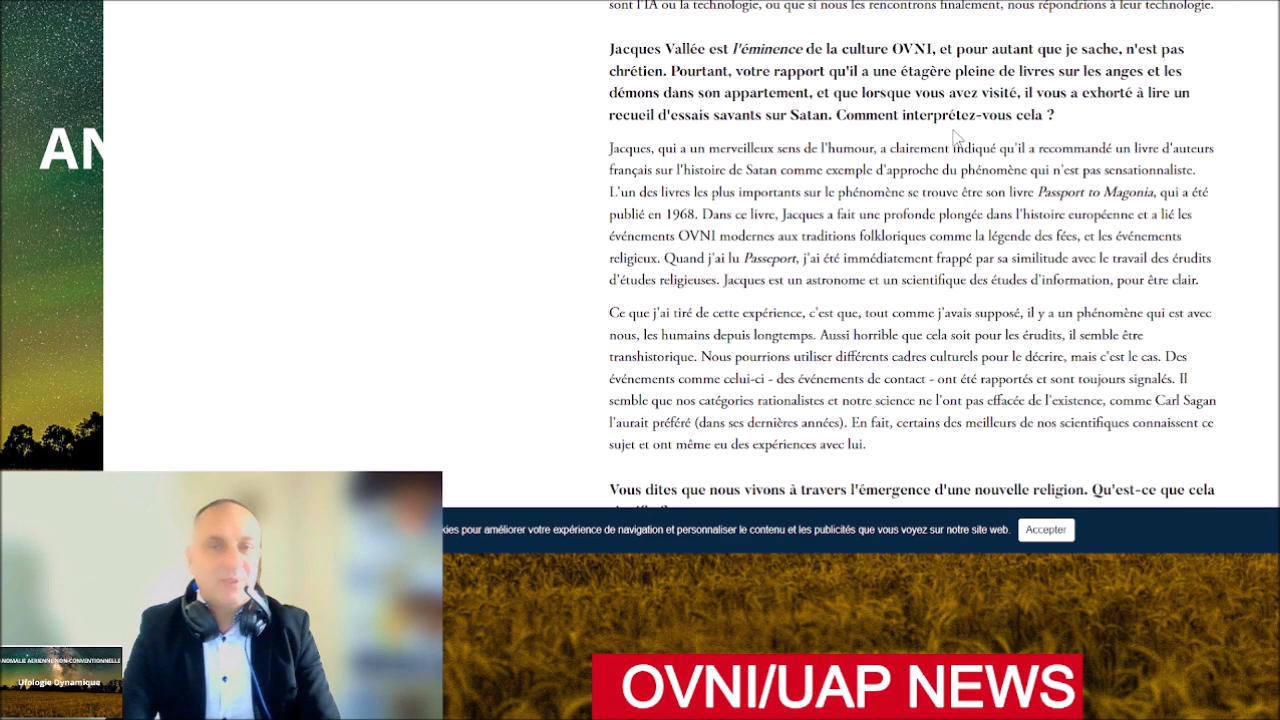 sont l'IA ou la technologie, ou que si nous les rencontrons finalement, nous répondrions à leur technologie.
Jacques Vallée est l'éminence de la culture OVNI, et pour autant que je sache, n'est pas
chrétien. Pourtant, votre rapport qu'il a une étagère pleine de livres sur les anges et les
démons dans son appartement, et que lorsque vous avez visité, il vous a exhorté à lire un
recueil d'essais savants sur Satan. Comment interprétez-vous cela ?
Jacques, qui a un merveilleux sens de l'humour, a clairement indiqué qu'il a recommandé un livre d'auteurs
français sur l'histoire de Satan comme exemple d'approche du phénomène qui n'est pas sensationnaliste.
L'un des livres les plus importants sur le phénomène se trouve être son livre Passport to Magonia, qui a été
publié en 1968. Dans ce livre, Jacques a fait une profonde plongée dans l'histoire européenne et a lié les
événements OVNI modernes aux traditions folkloriques comme la légende des fées, et les événements
religieux. Quand j'ai lu Passeport, j'ai été immédiatement frappé par sa similitude avec le travail des érudits
d'études religieuses. Jacques est un astronome et un scientifique des études d'information, pour être clair.
Ce que j'ai tiré de cette expérience, c'est que, tout comme j'avais supposé, il y a un phénomène qui est avec
nous, les humains depuis longtemps. Aussi horrible que cela soit pour les érudits, il semble être
transhistorique. Nous pourrions utiliser différents cadres culturels pour le décrire, mais c'est le cas. Des
événements comme celui-ci - des événements de contact - ont été rapportés et sont toujours signalés. Il
semble que nos catégories rationalistes et notre science ne l'ont pas effacée de l'existence, comme Carl Sagan
l'aurait préféré (dans ses dernières années). En fait, certains des meilleurs de nos scientifiques connaissent ce
sujet et ont même eu des expériences avec lui.
Vous dites que nous vivons à travers l'émergence d'une nouvelle religion. Qu'est-ce que cela
kies pour améliorer votre expérience de navigation et personnaliser le contenu et les publicités que vous voyez sur notre site web.
Accepter
AN
ANOMALIE AERIENNE NON-CONVENTIONNELLE
Ufologie Dynamique
OVNI/UAP NEWS